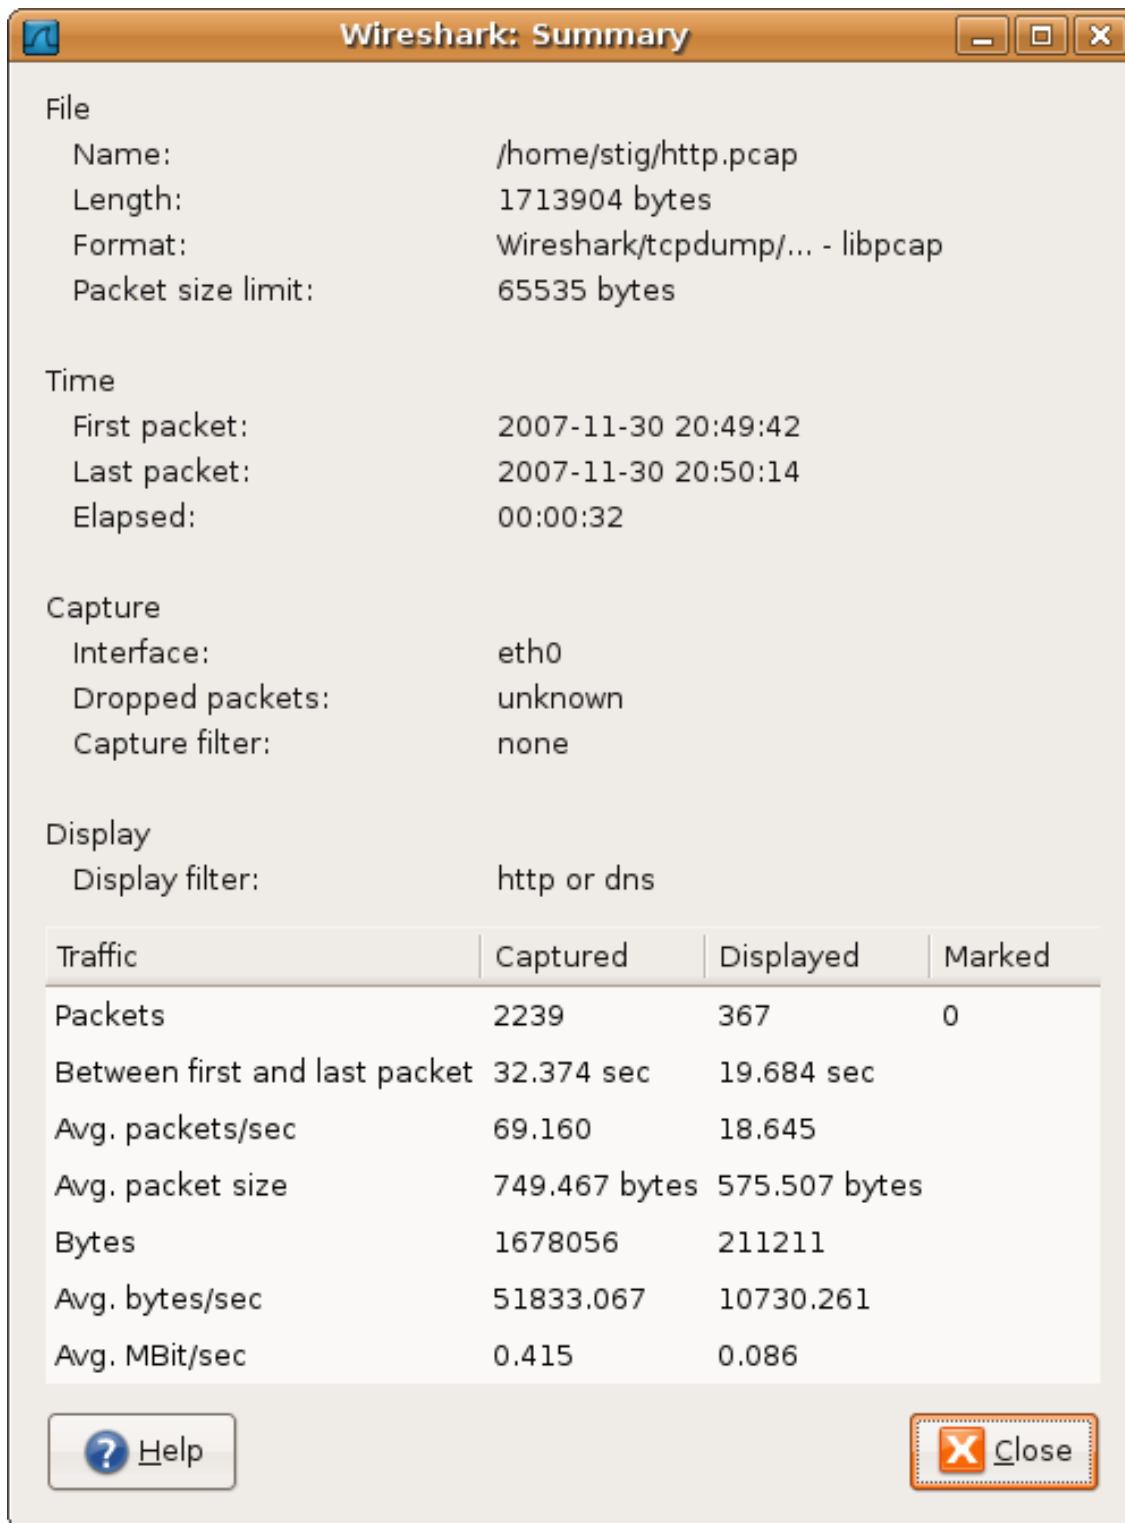 Wireshark: Summary
File
Name: /home/stig/http.pcap
Length: 1713904 bytes
Format: Wireshark/tcpdump/... - libpcap
Packet size limit: 65535 bytes
Time
First packet: 2007-11-30 20:49:42
Last packet: 2007-11-30 20:50:14
Elapsed: 00:00:32
Capture
Interface: eth0
Dropped packets: unknown
Capture filter: none
Display
Display filter: http or dns
Traffic Captured Displayed Marked
Packets 2239 367 0
Between first and last packet 32.374 sec 19.684 sec
Avg. packets/sec 69.160 18.645
Avg. packet size 749.467 bytes 575.507 bytes
Bytes 1678056 211211
Avg. bytes/sec 51833.067 10730.261
Avg. MBit/sec 0.415 0.086
Help Close